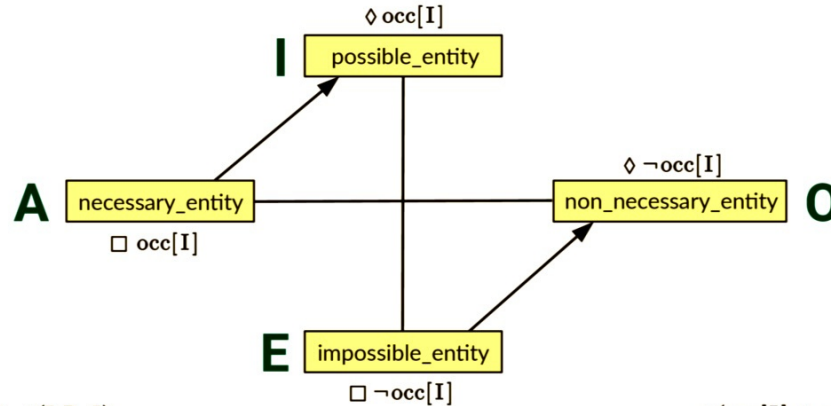 ◊ occ[I]
I
possible_entity
◊ ¬occ[I]
A
necessary_entity
non_necessary_entity
O
□ occ[I]
E
impossible_entity
□ ¬occ[I]